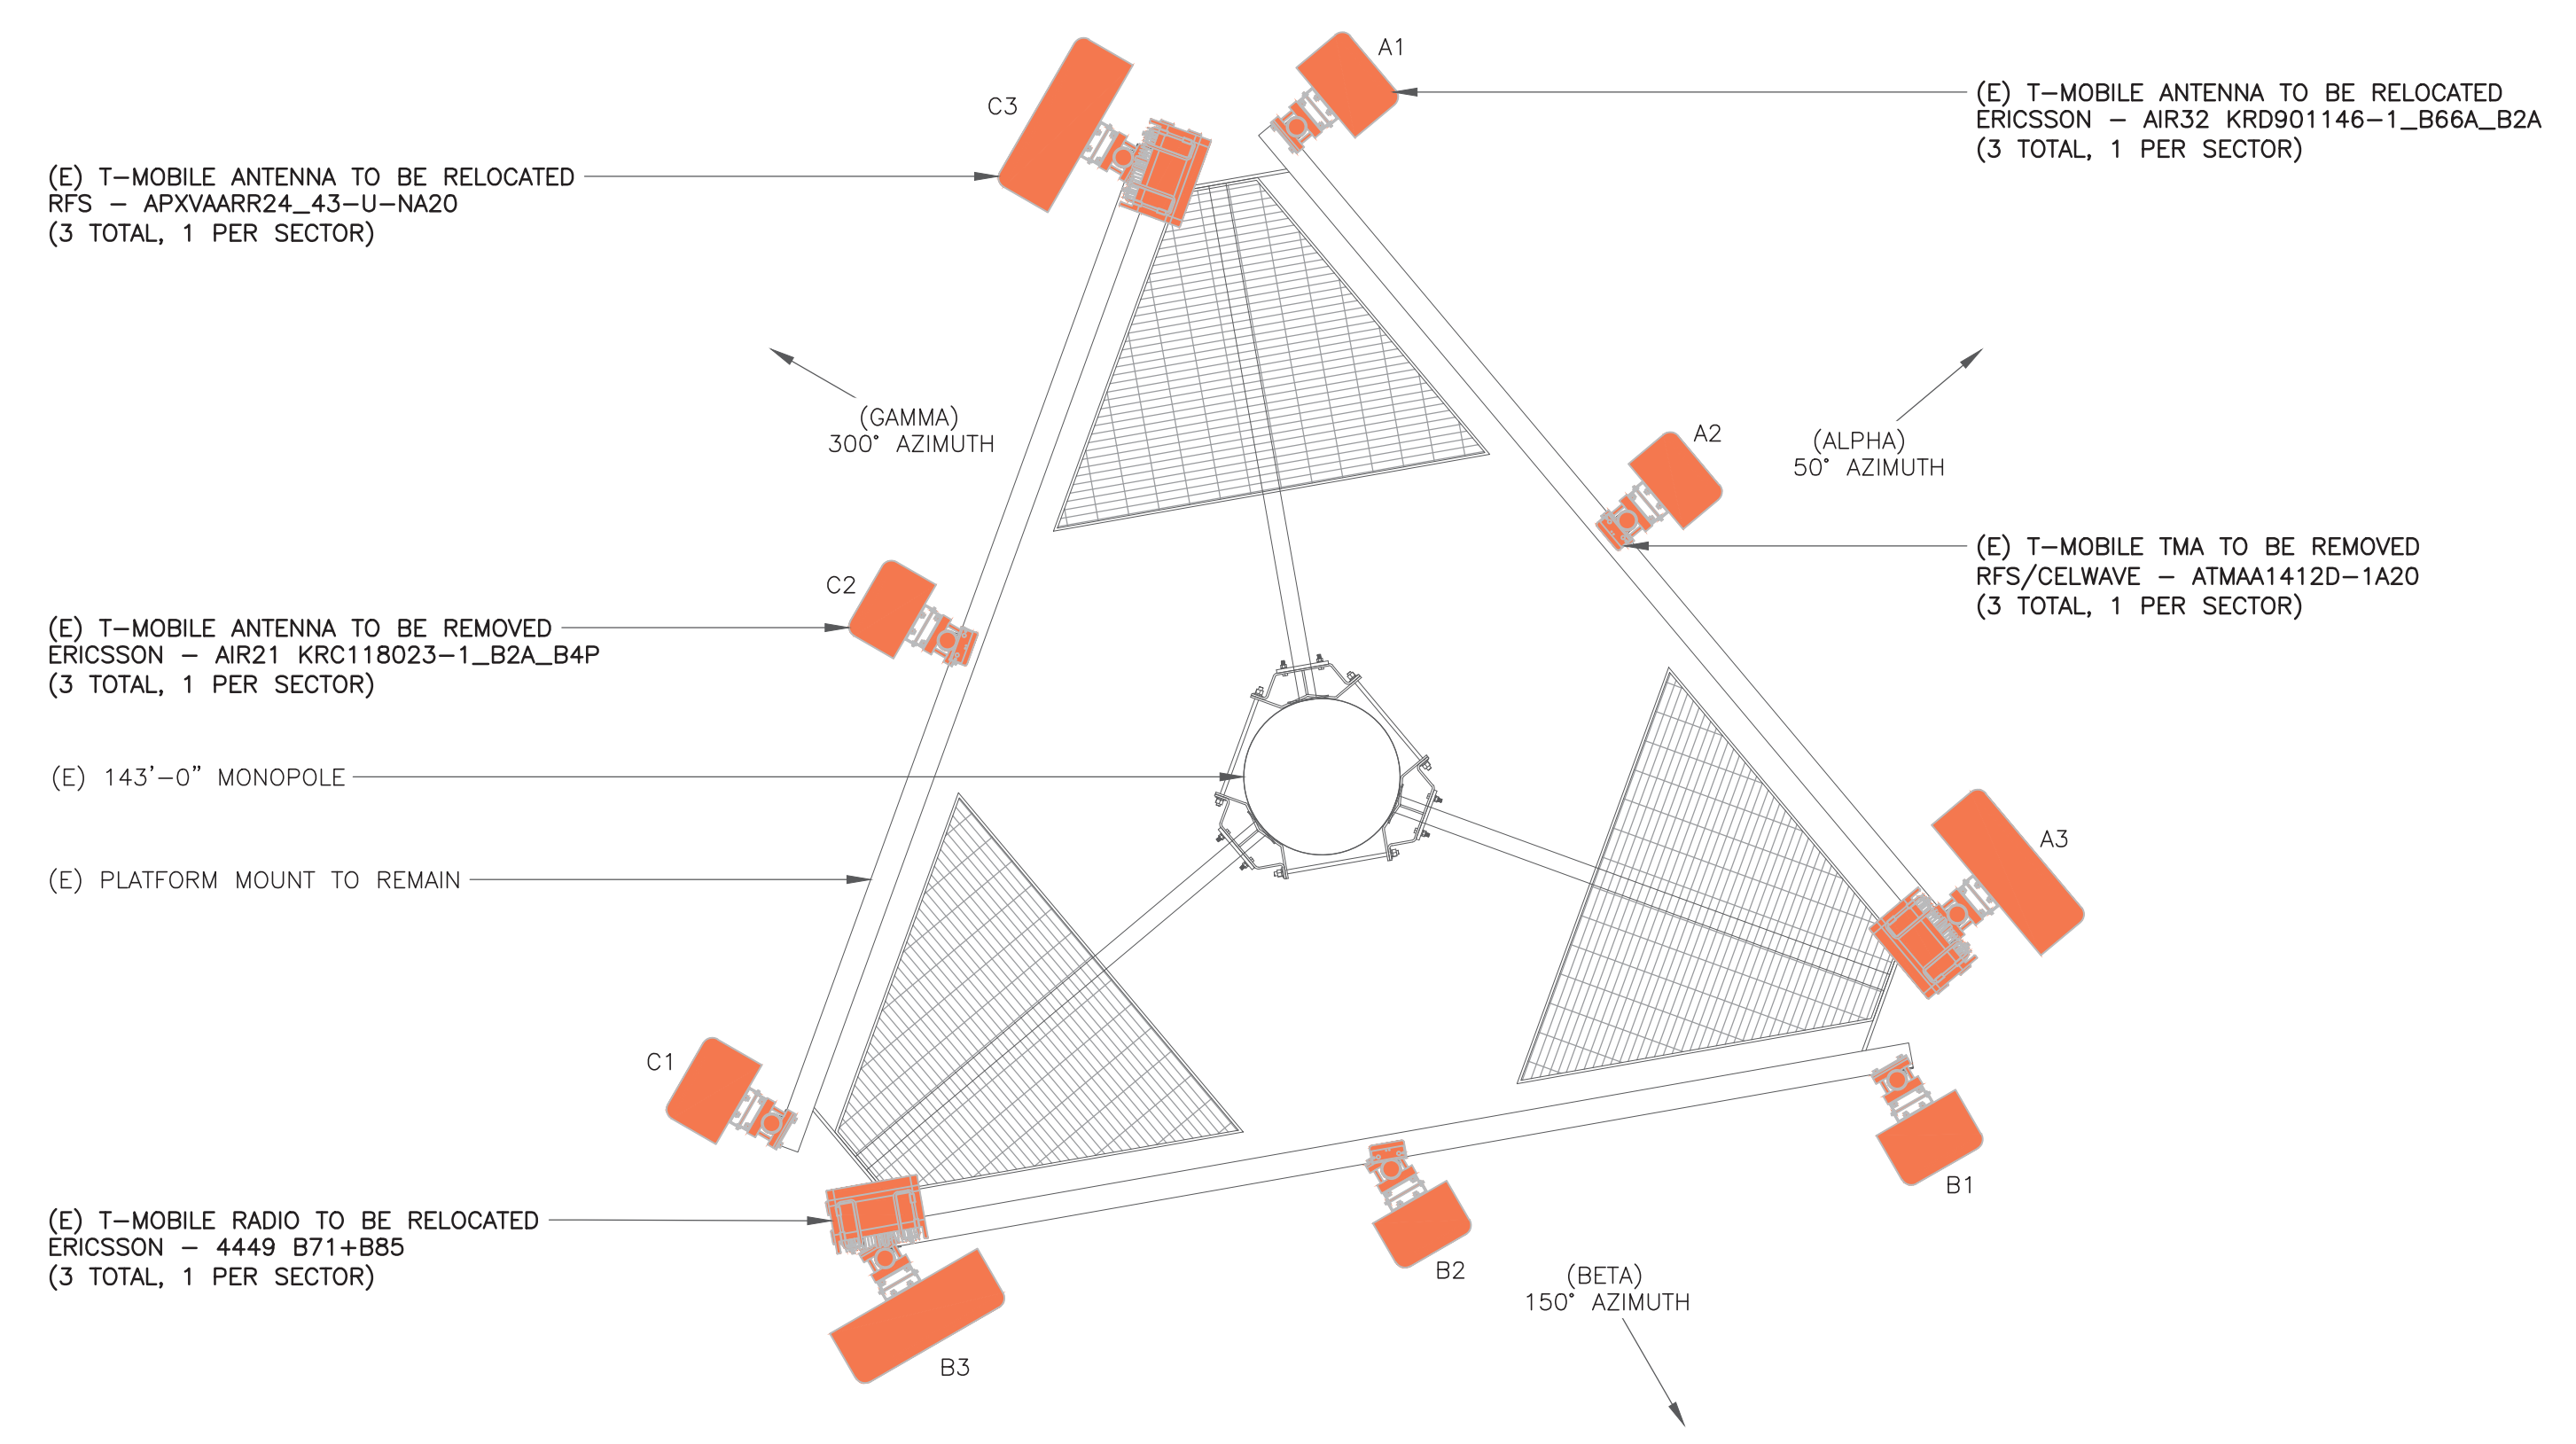 A1
C3
(E) T-MOBILE ANTENNA TO BE RELOCATED
ERICSSON - AIR32 KRD901146-1_B66A_B2A
(3 TOTAL, 1 PER SECTOR)
(E) T-MOBILE ANTENNA TO BE RELOCATED
RFS - APXVAARR24_43-U-NA20
(3 TOTAL, 1 PER SECTOR)
(GAMMA)
300° AZIMUTH
A2
(ALPHA)
50° AZIMUTH
(E) T-MOBILE TMA TO BE REMOVED
RFS/CELWAVE - ATMAA1412D-1A20
(3 TOTAL, 1 PER SECTOR)
C2
(E) T-MOBILE ANTENNA TO BE REMOVED
ERICSSON - AIR21 KRC118023-1_B2A_B4P
(3 TOTAL, 1 PER SECTOR)
(E) 143'-0" MONOPOLE
A3
(E) PLATFORM MOUNT TO REMAIN
C1
B1
(E) T-MOBILE RADIO TO BE RELOCATED
ERICSSON - 4449 B71+B85
(3 TOTAL, 1 PER SECTOR)
B2
(BETA)
150° AZIMUTH
B3